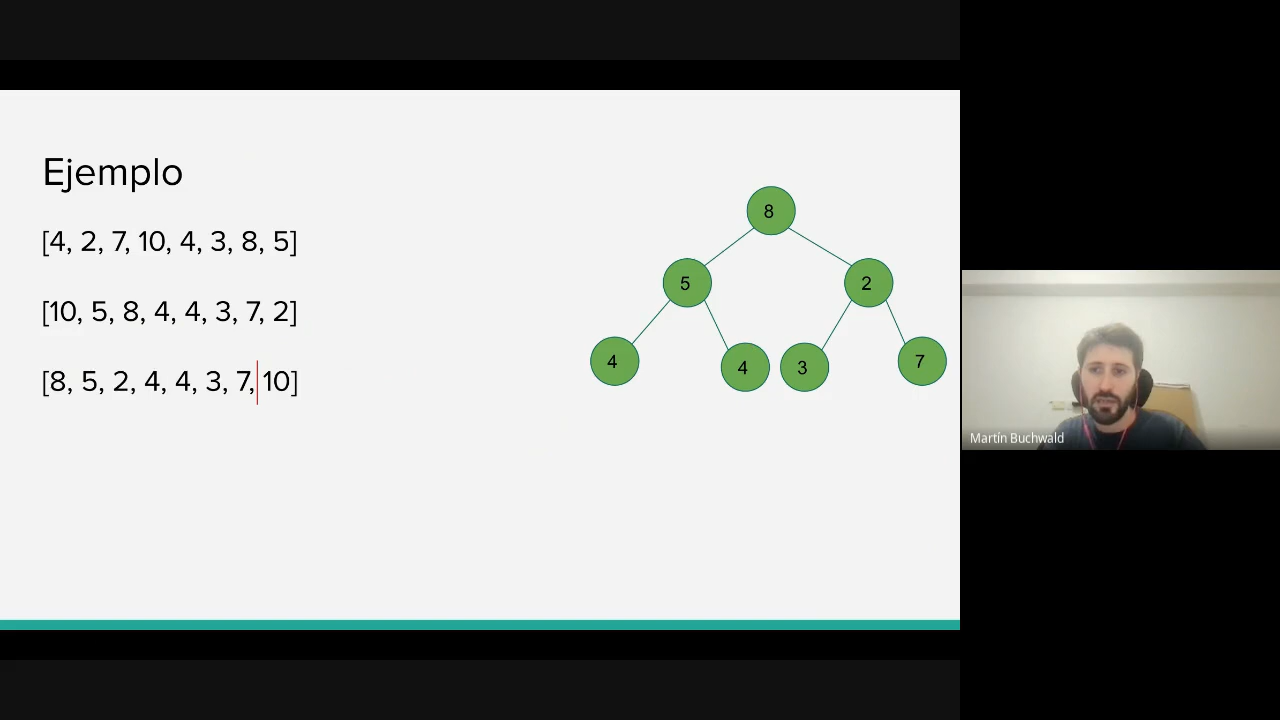 Ejemplo
[4, 2, 7, 10, 4, 3, 8, 5]
[10, 5, 8, 4, 4, 3, 7, 2]
[8, 5, 2, 4, 4, 3, 7, 10]
8
5
2
4
4
3
7
Martín Buchwald